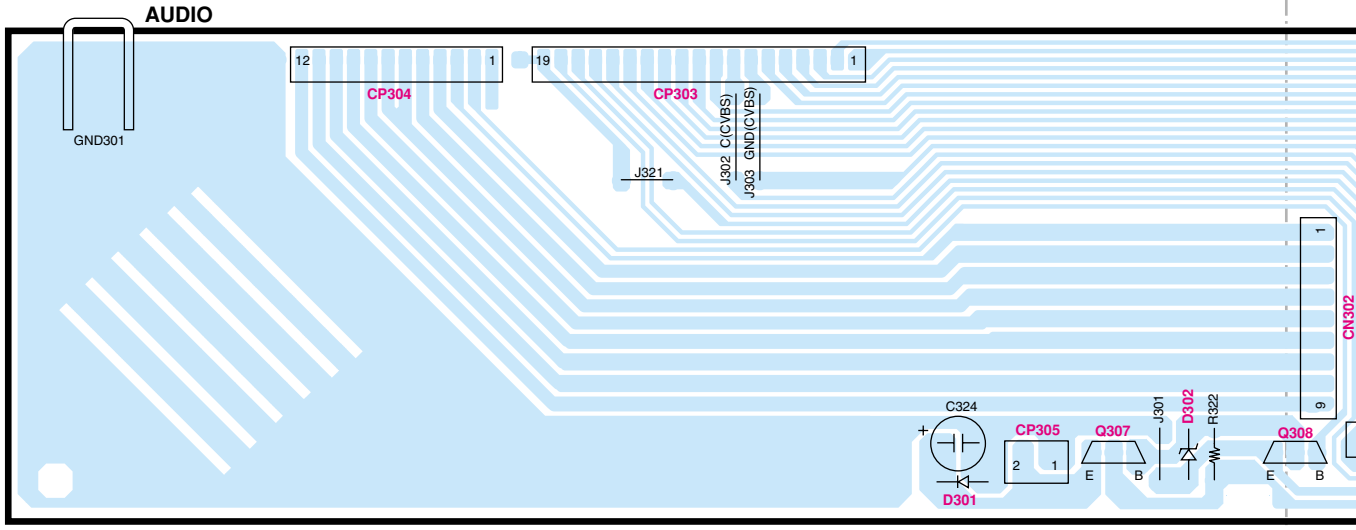 AUDIO
12 1
19 1
CP304
CP303
GND301
J302 C(CVBS)
J303 GND(CVBS)
J321
1
CN302
9
C324
+
CP305
Q307
J301
D302
R322
Q308
2 1
E B
E B
D301